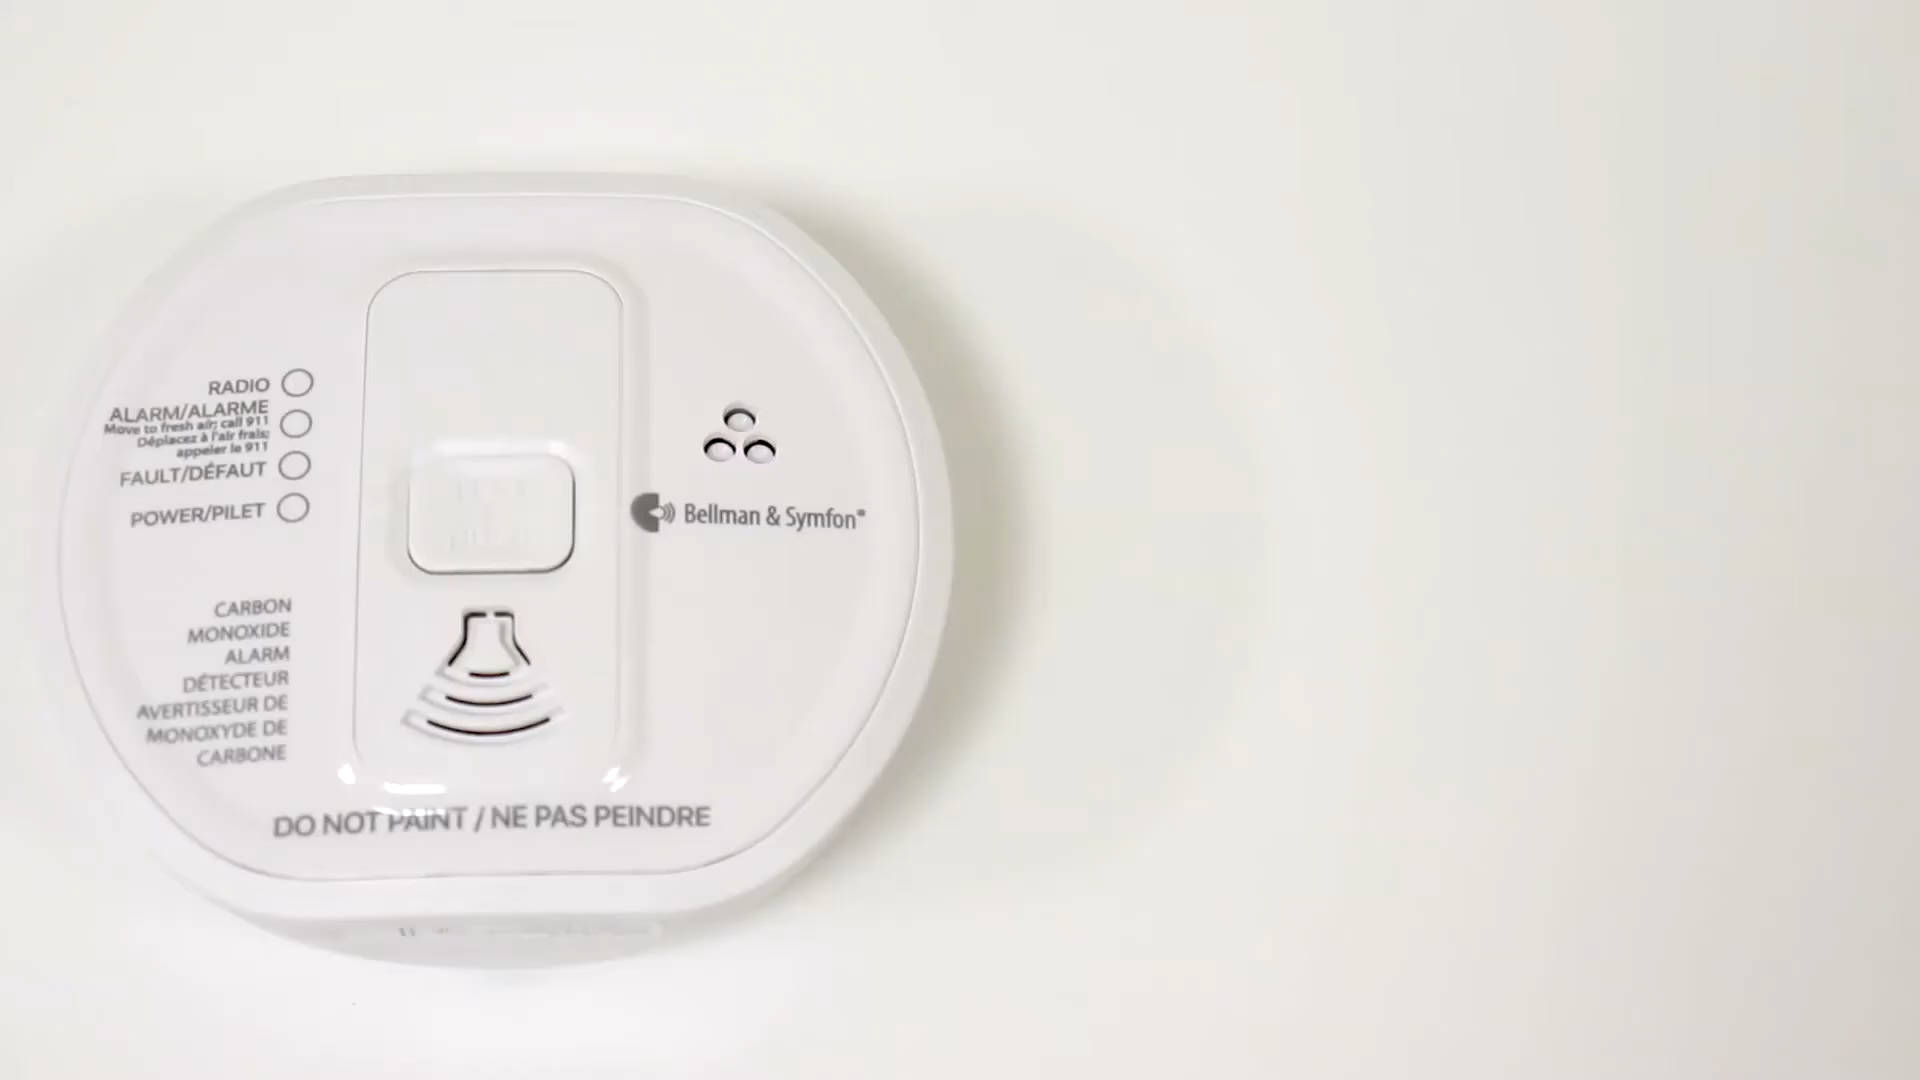 RADIO
ALARM/ALARME
Move to fresh air; call 911
Déplacez à l'air frais;
appeler le 911
FAULT/DÉFAUT
POWER/PILET
Bellman & Symfon®
CARBON
MONOXIDE
ALARM
DÉTECTEUR
AVERTISSEUR DE
MONOXYDE DE
CARBONE
DO NOT PAINT / NE PAS PEINDRE